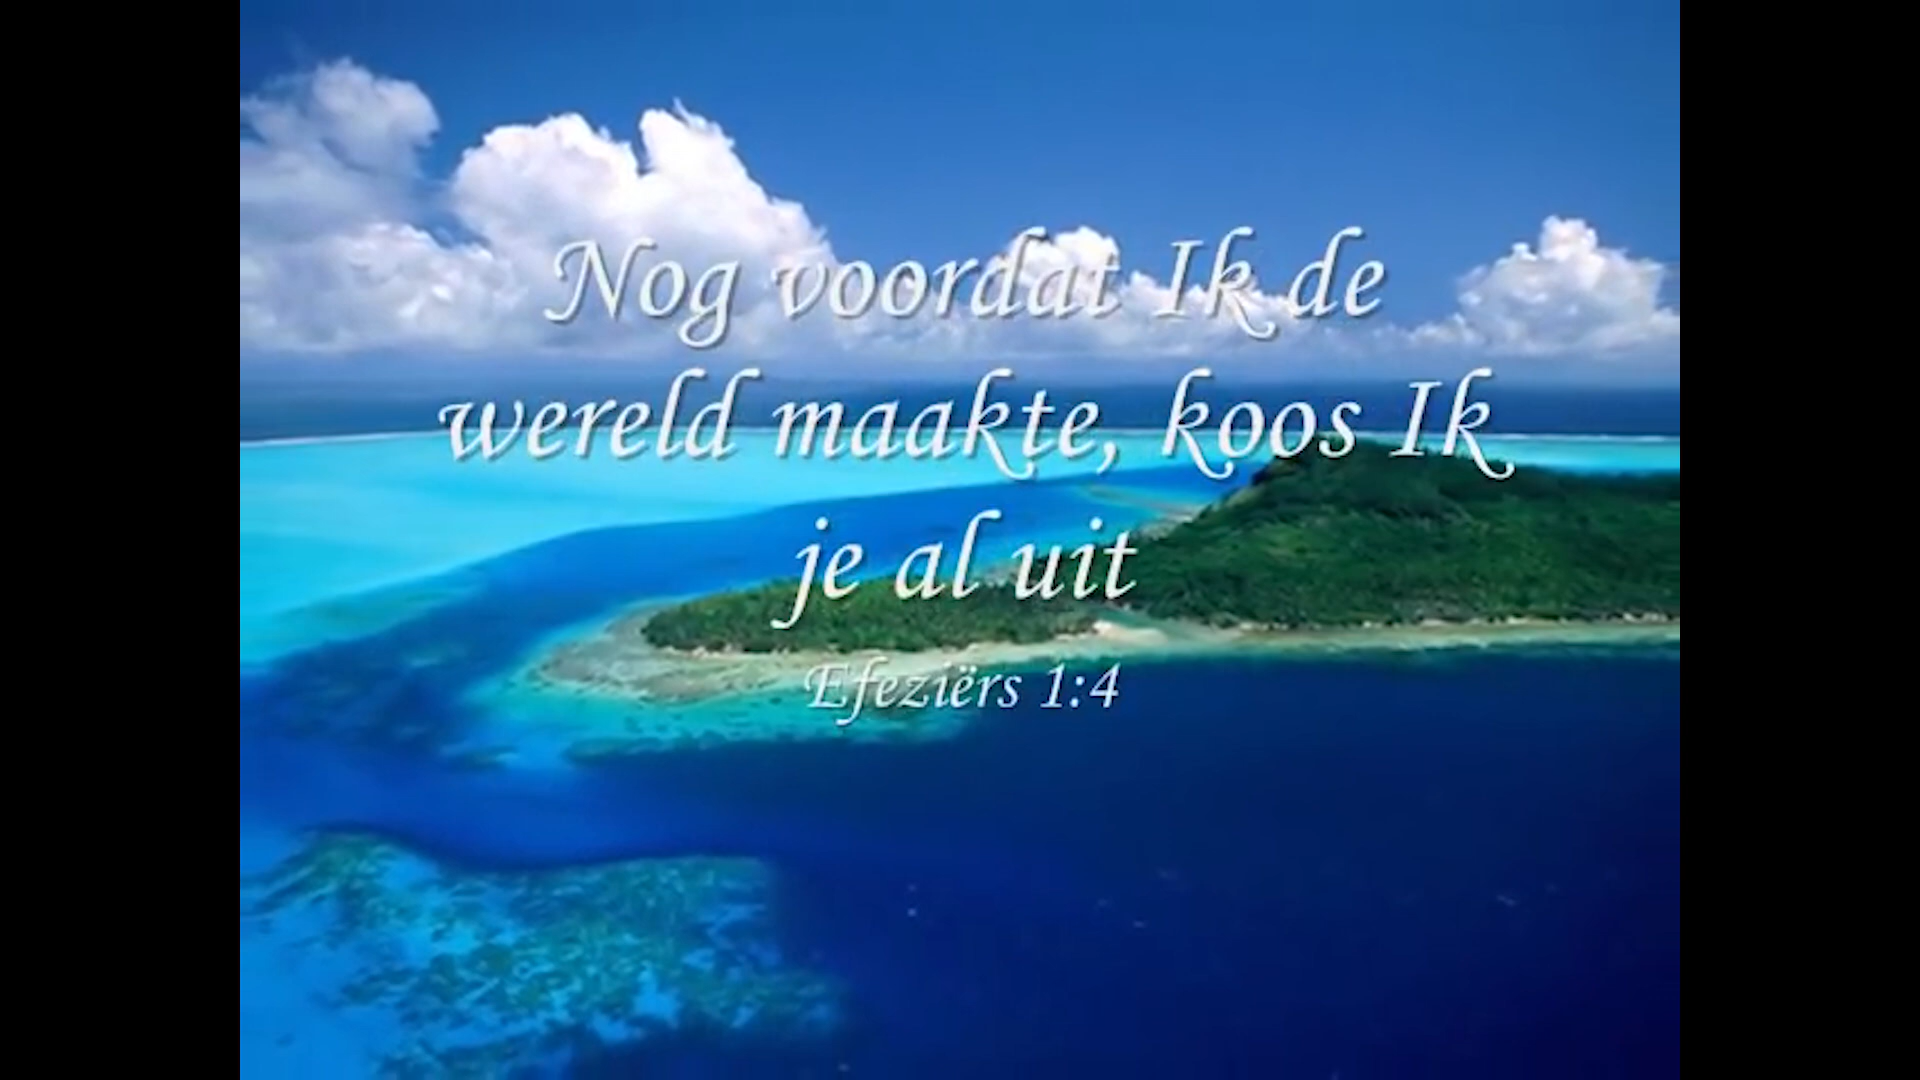 Nog voordat Ik de
wereld maakte, koos Ik
je al uit
Efeziërs 1:4